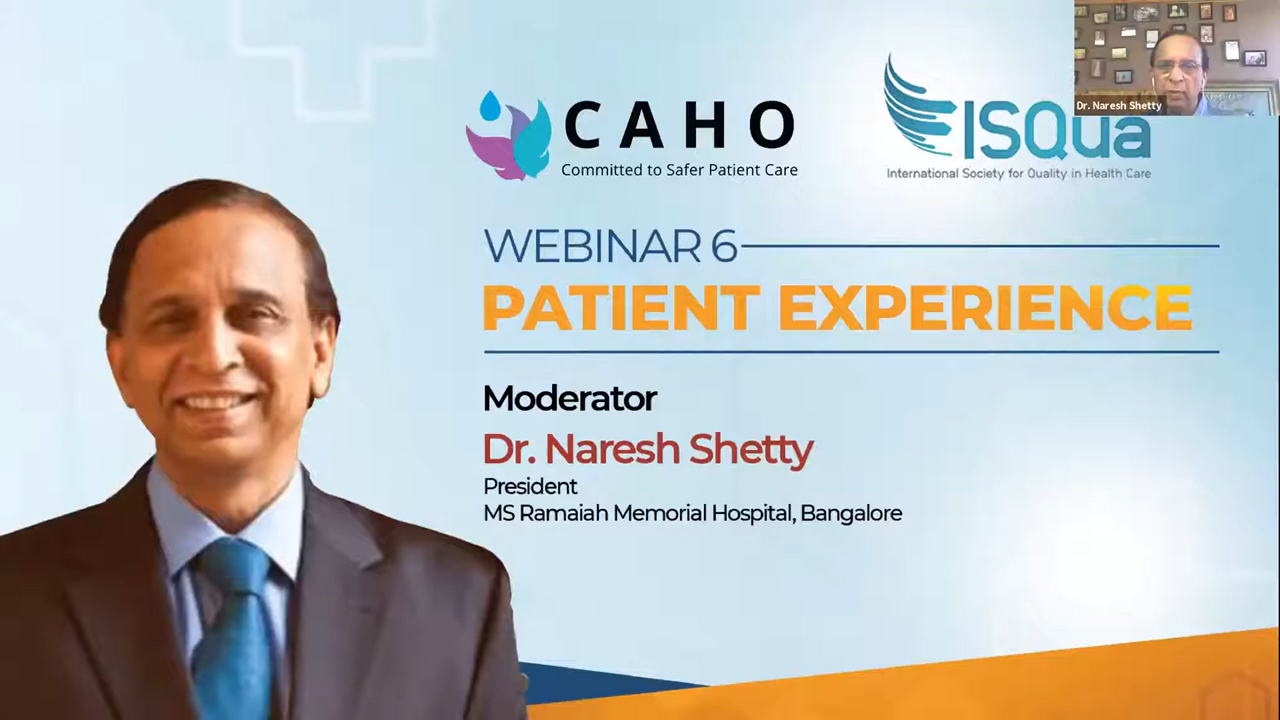 CAHO
Committed to Safer Patient Care
ISQua
International Society for Quality in Health Care
Dr. Naresh Shetty
WEBINAR 6
PATIENT EXPERIENCE
Moderator
Dr. Naresh Shetty
President
MS Ramaiah Memorial Hospital, Bangalore